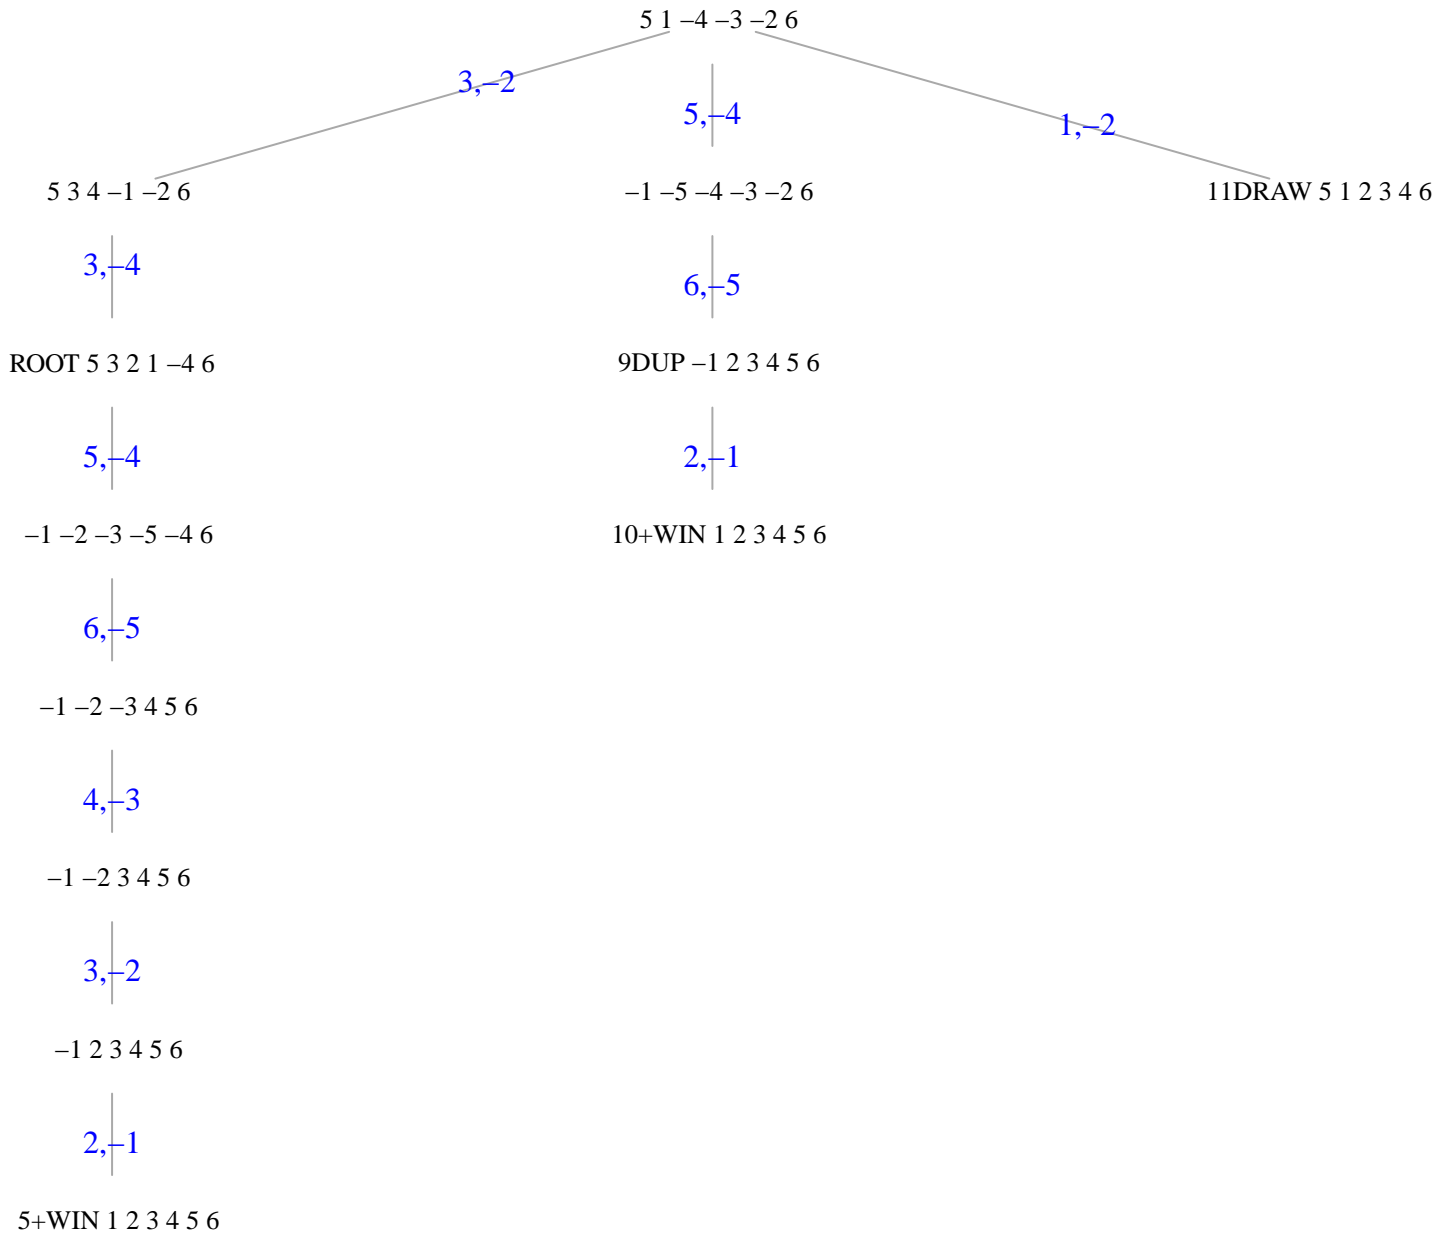 5 1 –4 –3 –2 6
3,–2
5,–4
1,–2
5 3 4 –1 –2 6
–1 –5 –4 –3 –2 6
11DRAW 5 1 2 3 4 6
3,–4
6,–5
ROOT 5 3 2 1 –4 6
9DUP –1 2 3 4 5 6
5,–4
2,–1
–1 –2 –3 –5 –4 6
10+WIN 1 2 3 4 5 6
6,–5
–1 –2 –3 4 5 6
4,–3
–1 –2 3 4 5 6
3,–2
–1 2 3 4 5 6
2,–1
5+WIN 1 2 3 4 5 6